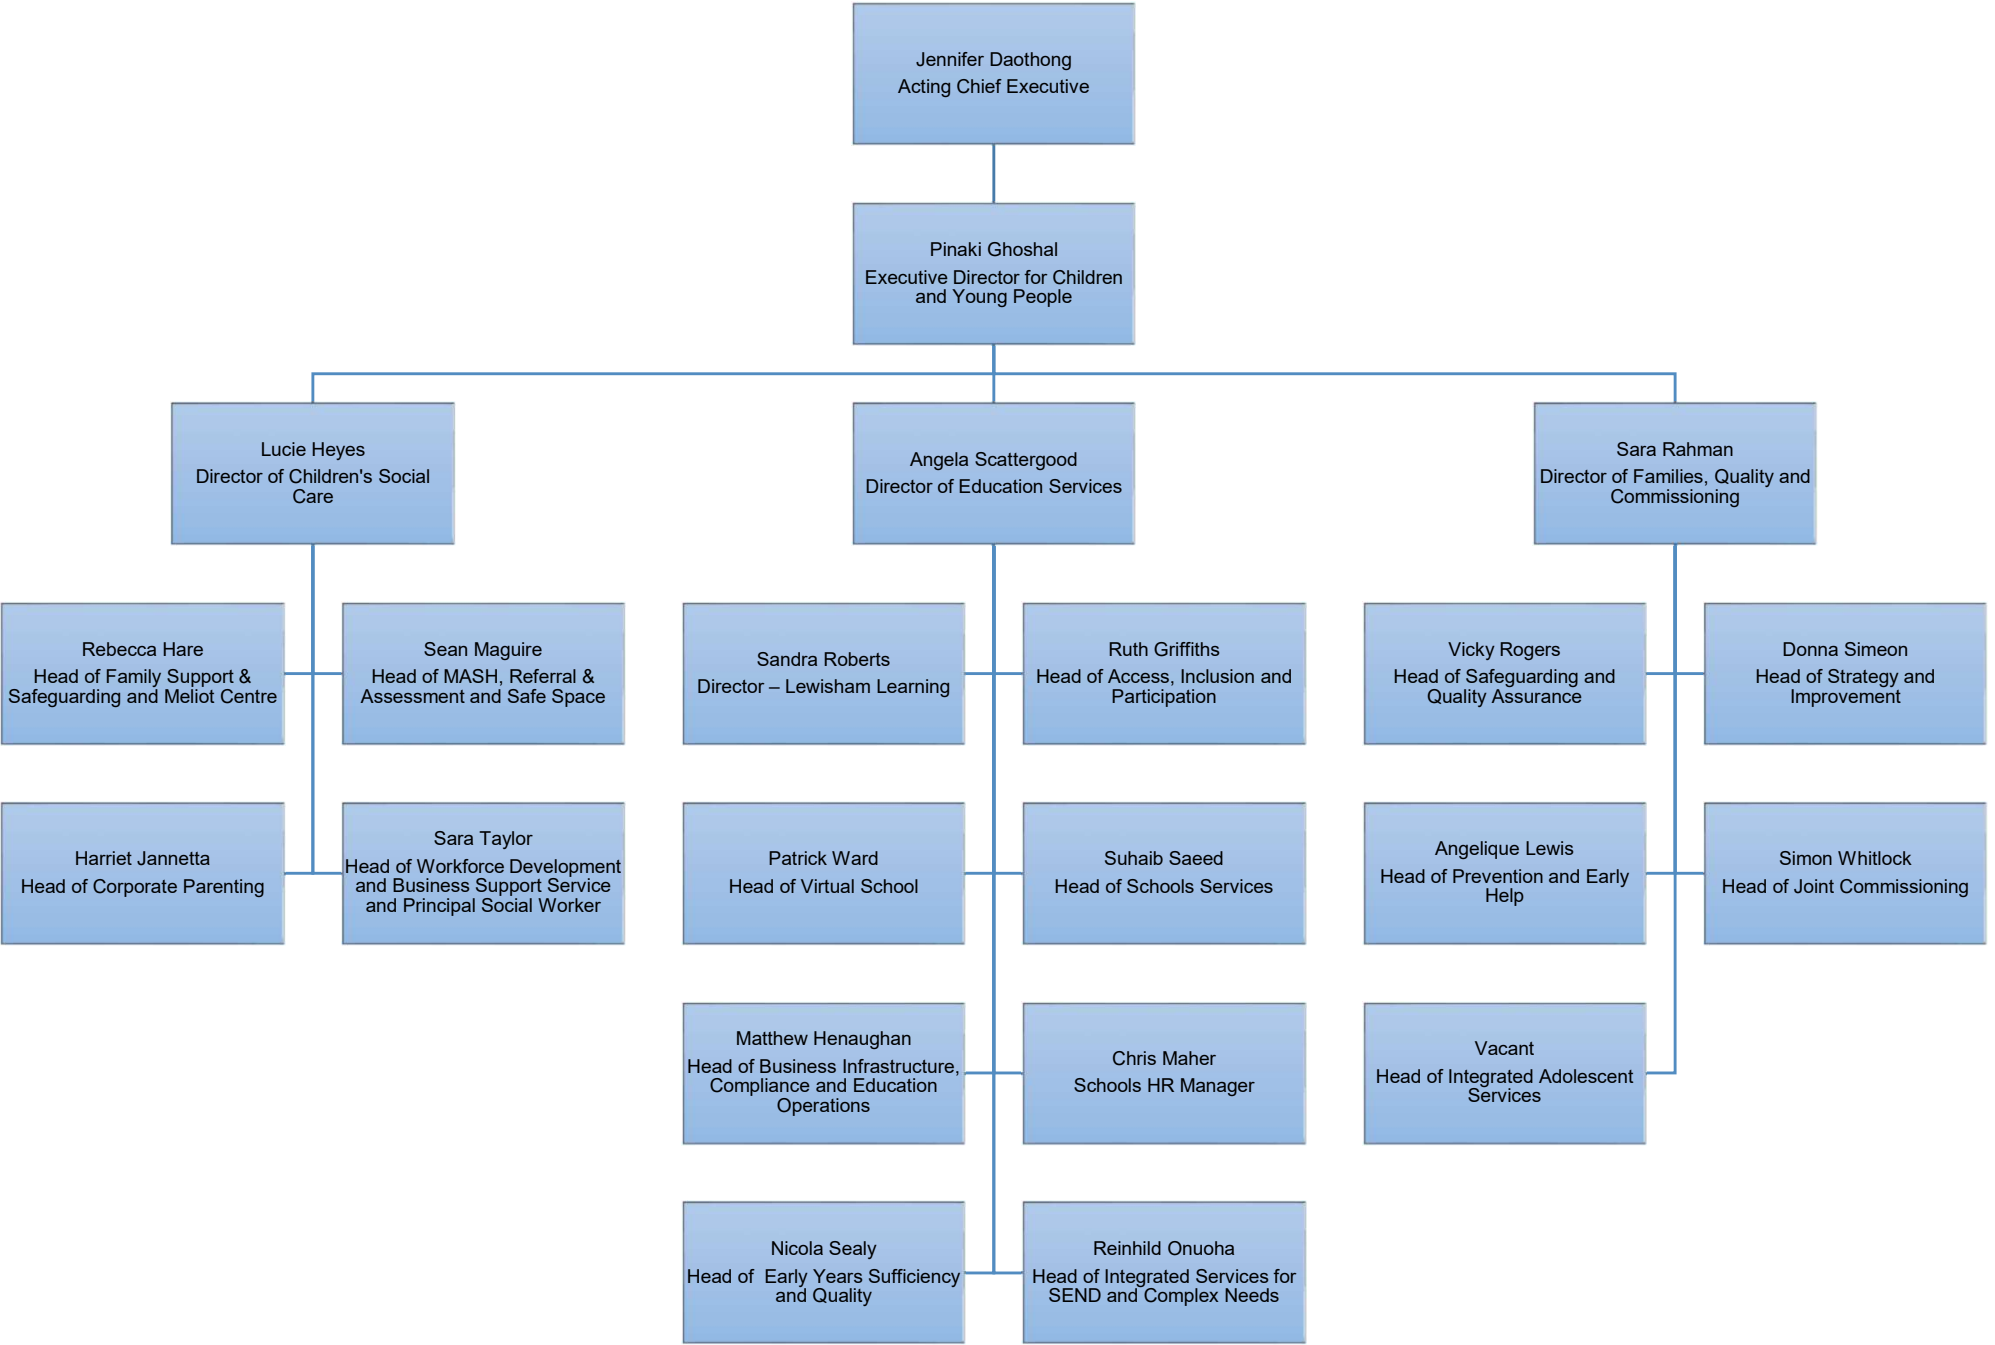 Jennifer Daothong
Acting Chief Executive
Pinaki Ghoshal
Executive Director for Children
and Young People
Lucie Heyes
Director of Children's Social
Care
Angela Scattergood
Director of Education Services
Sara Rahman
Director of Families, Quality and
Commissioning
Rebecca Hare
Head of Family Support &
Safeguarding and Meliot Centre
Sean Maguire
Head of MASH, Referral &
Assessment and Safe Space
Sandra Roberts
Director – Lewisham Learning
Ruth Griffiths
Head of Access, Inclusion and
Participation
Vicky Rogers
Head of Safeguarding and
Quality Assurance
Donna Simeon
Head of Strategy and
Improvement
Harriet Jannetta
Head of Corporate Parenting
Sara Taylor
Head of Workforce Development
and Business Support Service
and Principal Social Worker
Patrick Ward
Head of Virtual School
Suhaib Saeed
Head of Schools Services
Angelique Lewis
Head of Prevention and Early
Help
Simon Whitlock
Head of Joint Commissioning
Matthew Henaughan
Head of Business Infrastructure,
Compliance and Education
Operations
Chris Maher
Schools HR Manager
Vacant
Head of Integrated Adolescent
Services
Nicola Sealy
Head of  Early Years Sufficiency
and Quality
Reinhild Onuoha
Head of Integrated Services for
SEND and Complex Needs